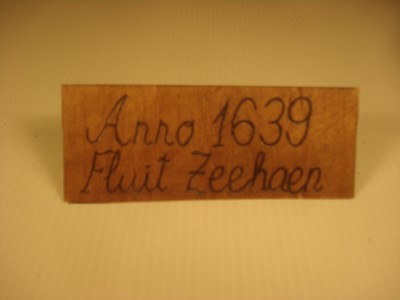 Anno 1639
Fluit Zeehaen